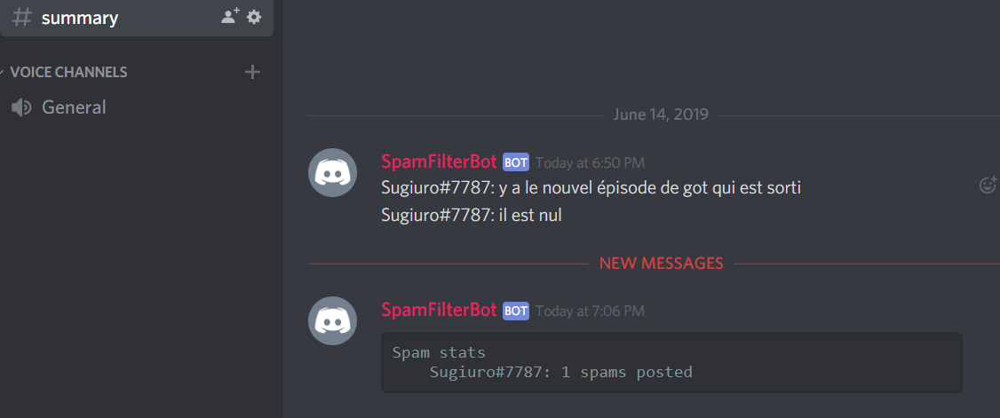 # summary
VOICE CHANNELS
General
June 14, 2019
SpamFilterBot BOT Today at 6:50 PM
Sugiuro#7787: y a le nouvel épisode de got qui est sorti
Sugiuro#7787: il est nul
NEW MESSAGES
SpamFilterBot BOT Today at 7:06 PM
Spam stats
Sugiuro#7787: 1 spams posted